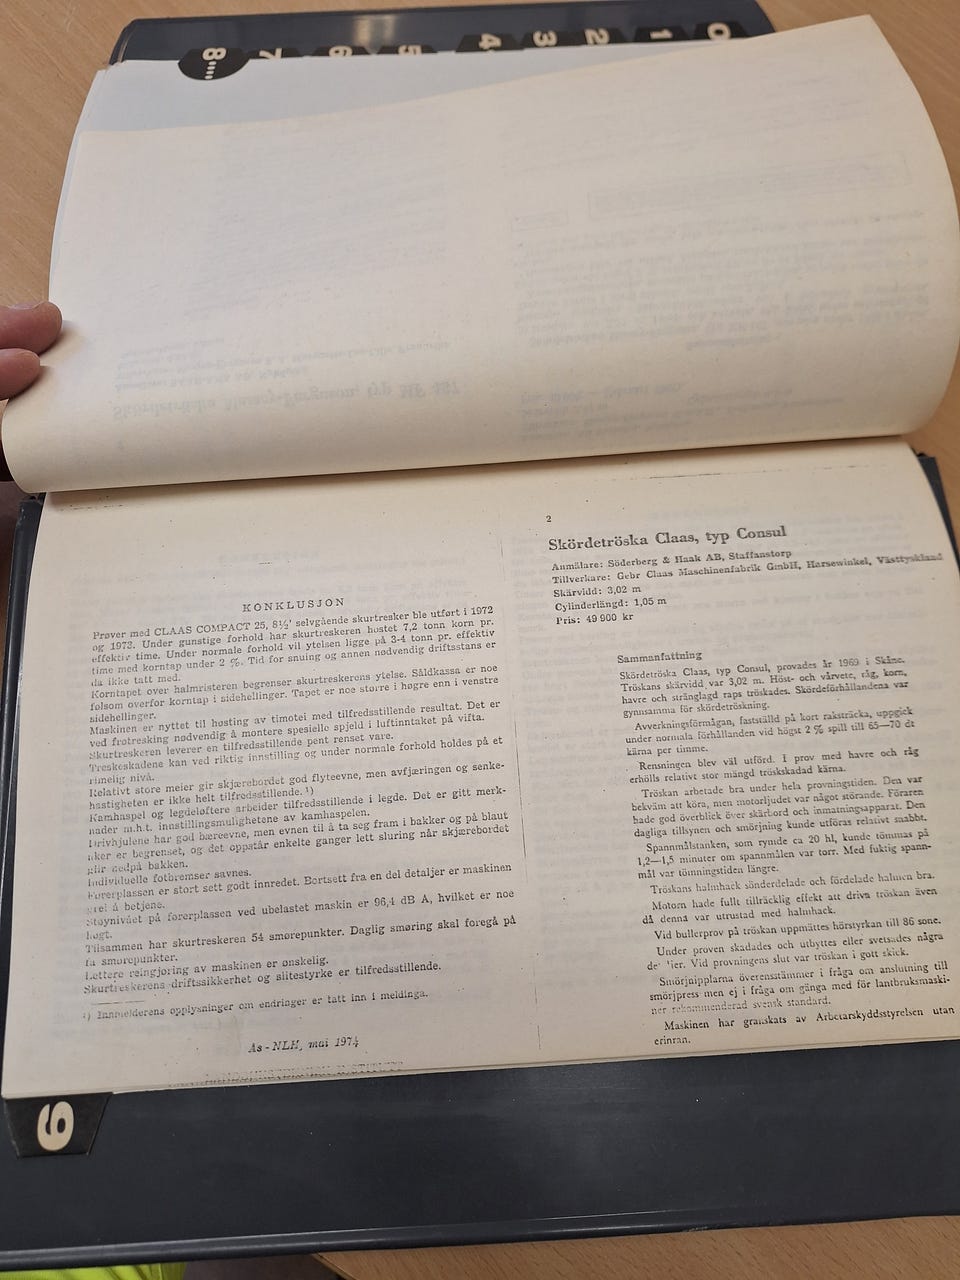 8....
7
6
5
4
3
2
1
0
KONKLUSJON
Prøver med CLAAS COMPACT 25, 8½' selvgående skurtresker ble utført i 1972
og 1973. Under gunstige forhold har skurtreskeren høstet 7,2 tonn korn pr.
effektiv time. Under normale forhold vil ytelsen ligge på 3-4 tonn pr. effektiv
time med korntap under 2 %. Tid for snuing og annen nødvendig driftsstans er
da ikke tatt med.
Korntapet over halmristeren begrenser skurtreskerens ytelse. Såldkassa er noe
følsom overfor korntap i sidehellinger. Tapet er noe større i høgre enn i venstre
sidehellinger.
Maskinen er nyttet til høsting av timotei med tilfredsstillende resultat. Det er
ved frøtresking nødvendig å montere spesielle spjeld i luftinntaket på vifta.
Skurtreskeren leverer en tilfredsstillende pent renset vare.
Treskeskadene kan ved riktig innstilling og under normale forhold holdes på et
rimelig nivå.
Relativt store meier gir skjærebordet god flyteevne, men avfjæringen og senke-
hastigheten er ikke helt tilfredsstillende. ¹)
Kamhaspel og legdeløftere arbeider tilfredsstillende i legde. Det er gitt merk-
nader m.h.t. innstillingsmulighetene av kamhaspelen.
Drivhjulene har god bæreevne, men evnen til å ta seg fram i bakker og på blaut
åker er begrenset, og det oppstår enkelte ganger lett sluring når skjærebordet
glir nedpå bakken.
Individuelle fotbremser savnes.
Førerplassen er stort sett godt innredet. Bortsett fra en del detaljer er maskinen
grei å betjene.
Støynivået på førerplassen ved ubelastet maskin er 96,4 dB A, hvilket er noe
høgt.
Tilsammen har skurtreskeren 54 smørepunkter. Daglig smøring skal foregå på
få smørepunkter.
Lettere reingjøring av maskinen er ønskelig.
Skurtreskerens driftssikkerhet og slitestyrke er tilfredsstillende.
¹) Innmelderens opplysninger om endringer er tatt inn i meldinga.
Ås - NLH, mai 1974
2
Skördetröska Claas, typ Consul
Anmälare: Söderberg & Haak AB, Staffanstorp
Tillverkare: Gebr Claas Maschinenfabrik GmbH, Harsewinkel, Västtyskland
Skärvidd: 3,02 m
Cylinderlängd: 1,05 m
Pris: 49 900 kr
Sammanfattning
Skördetröska Claas, typ Consul, provades år 1969 i Skåne.
Tröskans skärvidd var 3,02 m. Höst- och vårvete, råg, korn,
havre och stränglagd raps tröskades. Skördeförhållandena var
gynnsamma för skördetröskning.
Avverkningsförmågan, fastställd på kort raksträcka, uppgick
under normala förhållanden vid högst 2 % spill till 65—70 dt
kärna per timme.
Rensningen blev väl utförd. I prov med havre och råg
erhölls relativt stor mängd tröskskadad kärna.
Tröskan arbetade bra under hela provningstiden. Den var
bekväm att köra, men motorljudet var något störande. Föraren
hade god överblick över skärbord och inmatningsapparat. Den
dagliga tillsynen och smörjning kunde utföras relativt snabbt.
Spannmålstanken, som rymde ca 20 hl, kunde tömmas på
1,2—1,5 minuter om spannmålen var torr. Med fuktig spann-
mål var tömningstiden längre.
Tröskans halmhack sönderdelade och fördelade halmen bra.
Motorn hade fullt tillräcklig effekt att driva tröskan även
då denna var utrustad med halmhack.
Vid bullerprov på tröskan uppmättes hörstyrkan till 86 sone.
Under proven skadades och utbyttes eller svetsades några
de jer. Vid provningens slut var tröskan i gott skick.
Smörjnipplarna överensstämmer i fråga om anslutning till
smörjpress men ej i fråga om gänga med för lantbruksmaski-
ner rekommenderad svensk standard.
Maskinen har granskats av Arbetarskyddsstyrelsen utan
erinran.
9